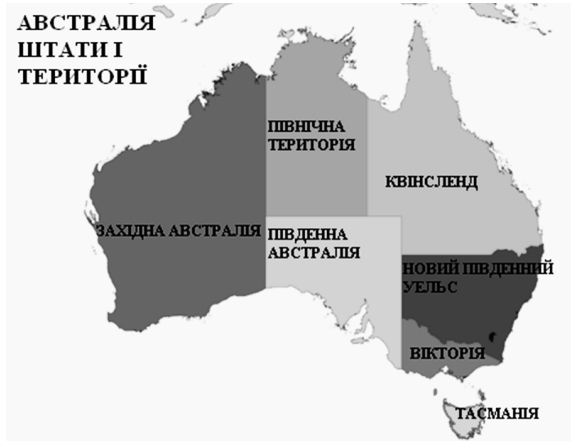 АВСТРАЛІЯ
ШТАТИ І
ТЕРИТОРІЇ
ПІВНІЧНА
ТЕРИТОРІЯ
КВІНСЛЕНД
ЗАХІДНА АВСТРАЛІЯ
ПІВДЕННА
АВСТРАЛІЯ
НОВИЙ ПІВДЕННИЙ
УЕЛЬС
ВІКТОРІЯ
ТАСМАНІЯ